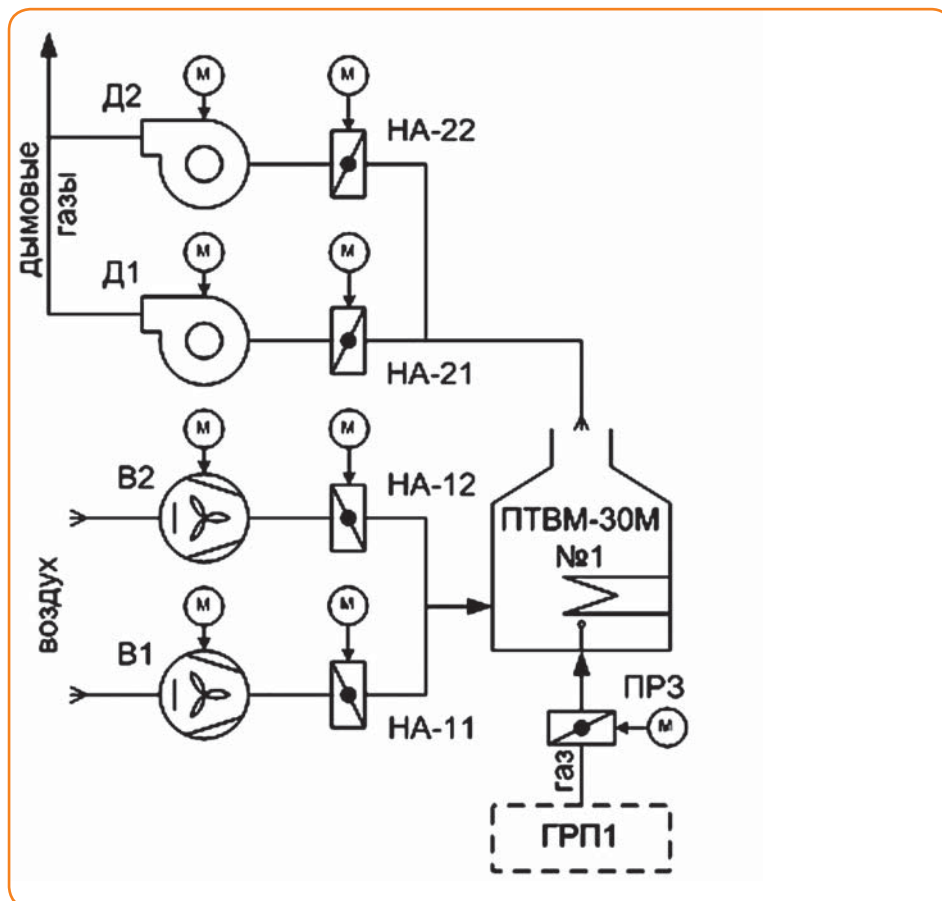 М
М
Д2
НА-22
дымовые
газы
М
М
Д1
НА-21
М
М
В2
НА-12
ПТВМ-30М
№1
воздух
М
М
В1
НА-11
ПРЗ
М
газ
ГРП1